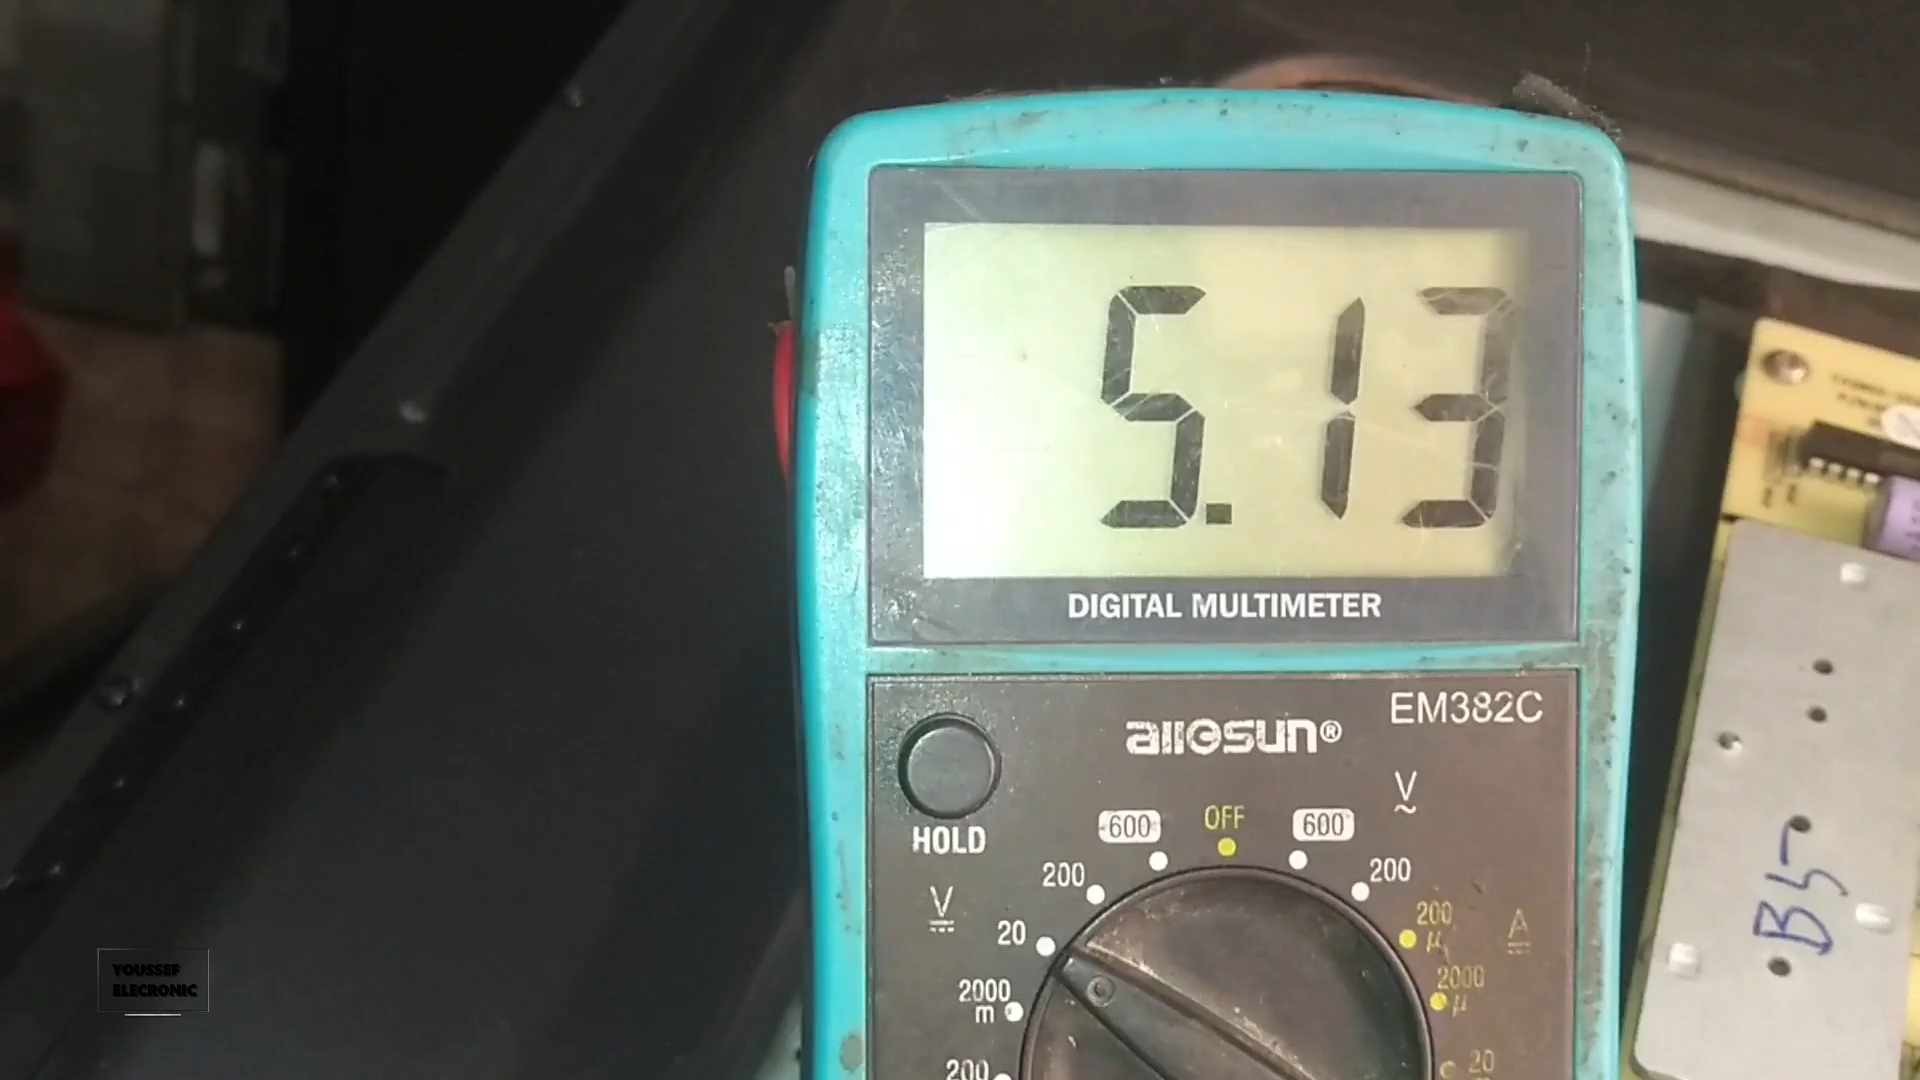 5.13
DIGITAL MULTIMETER
EM382C
allosun®
HOLD
V
600
OFF
600
V
200
200
20
200
μ
A
2000
m
2000
μ
200
20
B5
YOUSSEF
ELECRONIC